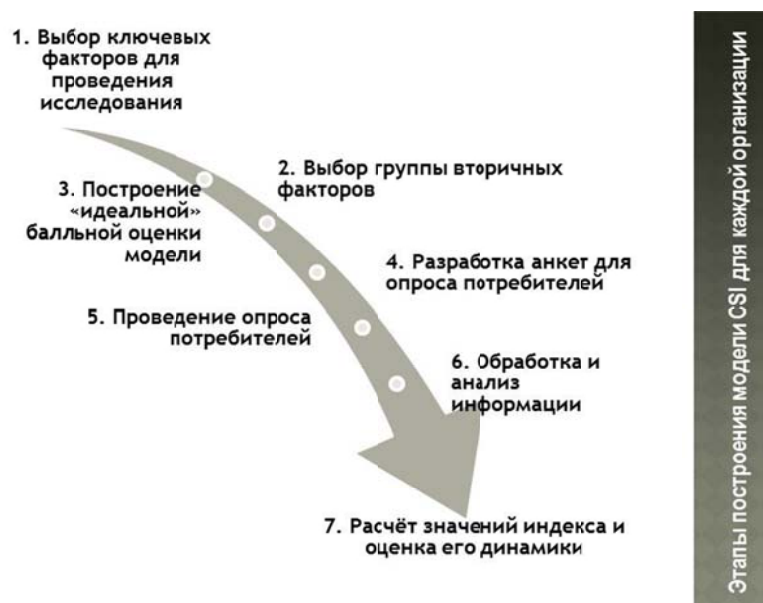 1. Выбор ключевых
факторов для
проведения
исследования
2. Выбор группы вторичных
факторов
3. Построение
«идеальной»
балльной оценки
модели
4. Разработка анкет для
опроса потребителей
5. Проведение опроса
потребителей
6. Обработка и
анализ
информации
7. Расчёт значений индекса и
оценка его динамики
Этапы построения модели CSI для каждой организации